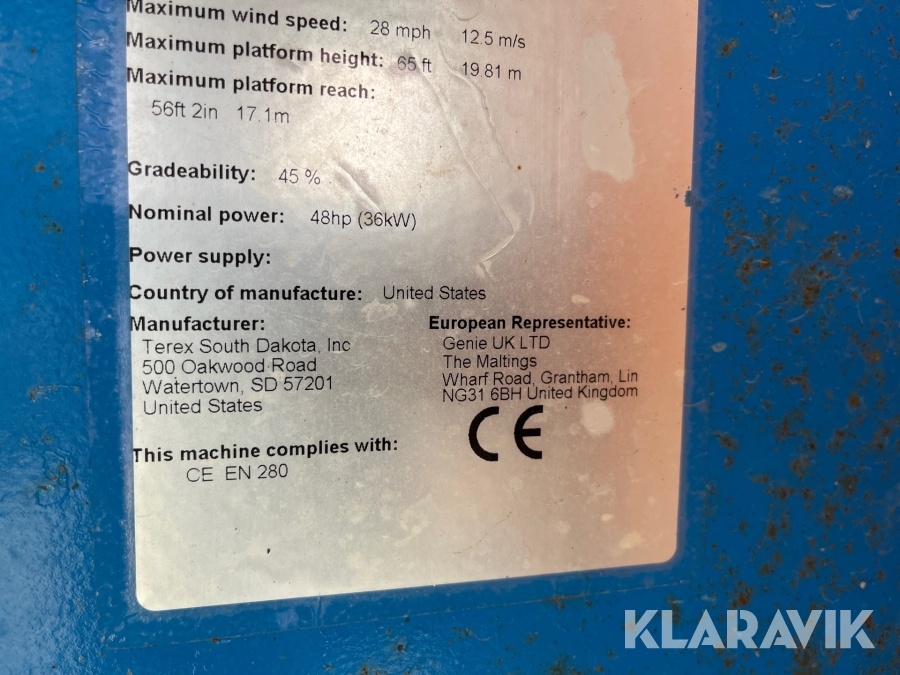 Maximum wind speed: 28 mph 12.5 m/s
Maximum platform height: 65 ft 19.81 m
Maximum platform reach:
56ft 2in 17.1m
Gradeability: 45 %
Nominal power: 48hp (36kW)
Power supply:
Country of manufacture: United States
Manufacturer:
Terex South Dakota, Inc
500 Oakwood Road
Watertown, SD 57201
United States
European Representative:
Genie UK LTD
The Maltings
Wharf Road, Grantham, Lin
NG31 6BH United Kingdom
CE
This machine complies with:
CE EN 280
KLARAVIK